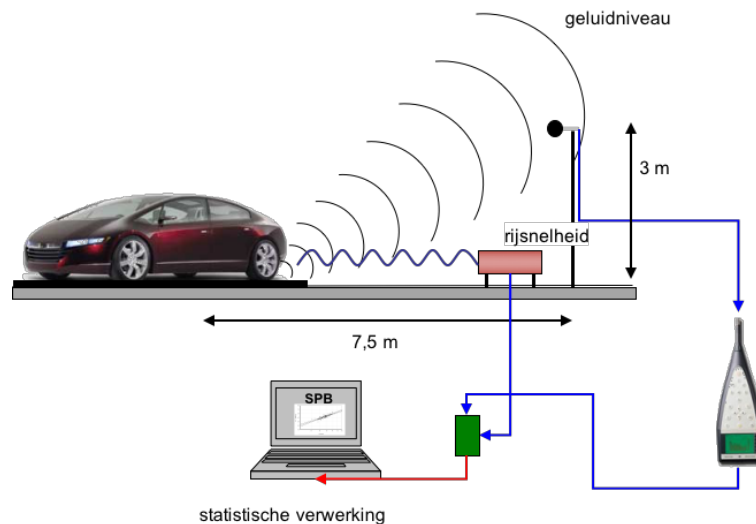 geluidniveau
3 m
rijsnelheid
7,5 m
SPB
statistische verwerking